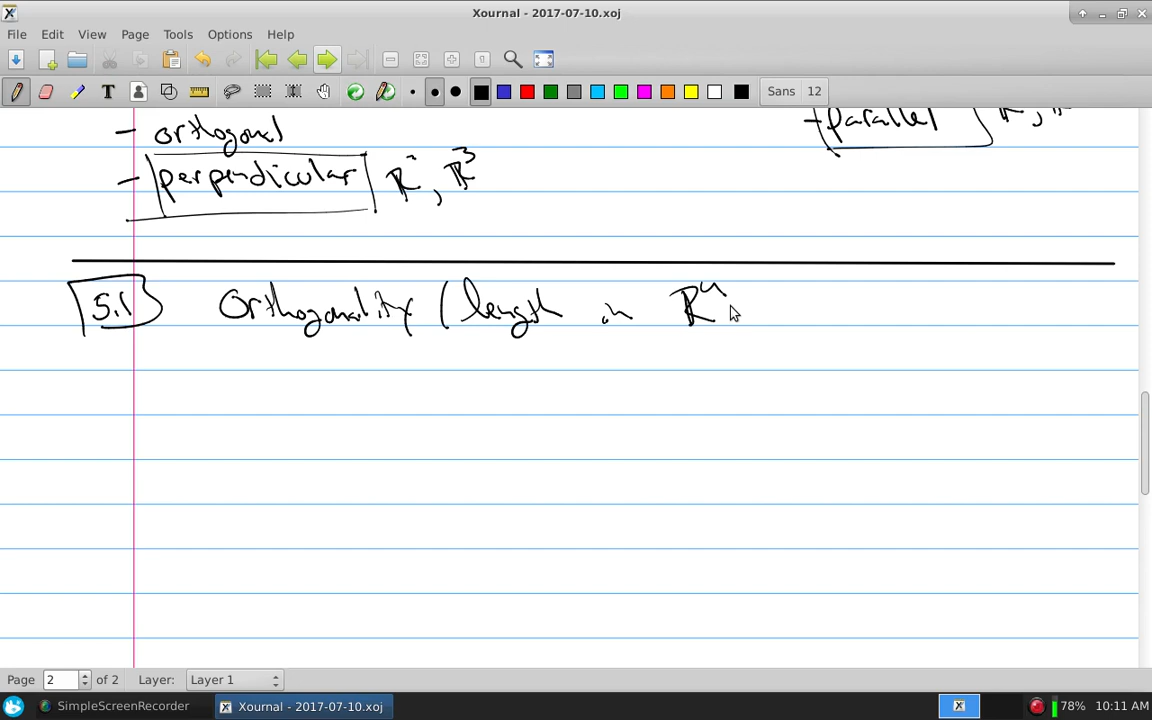 Xournal - 2017-07-10.xoj
File Edit View Page Tools Options Help
Sans 12
- orthogonal
- parallel
- perpendicular ℝ², ℝ³
5.1 Orthogonality (length in ℝⁿ
Page 2 of 2 Layer: Layer 1
SimpleScreenRecorder Xournal - 2017-07-10.xoj 78% 10:11 AM